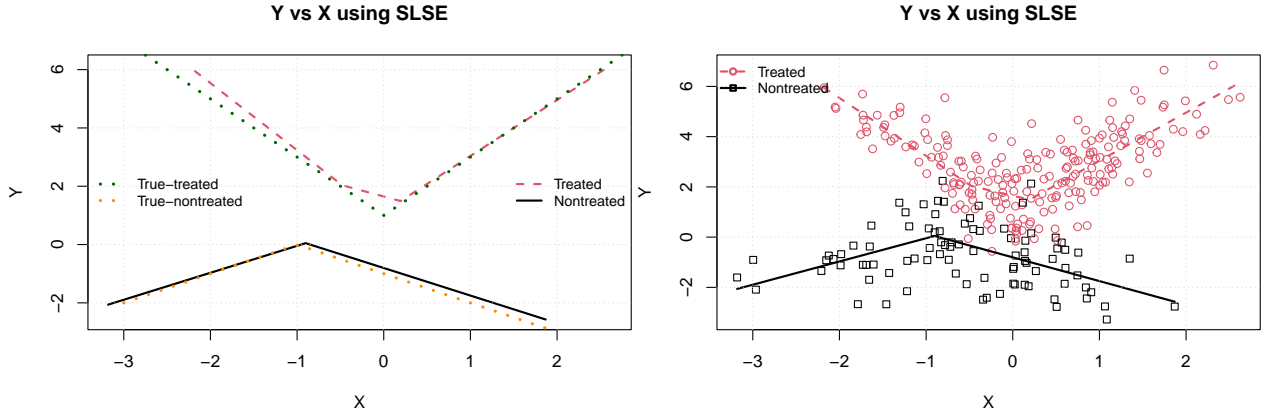 Y vs X using SLSE
Y
6
4
2
0
−2
True−treated
True−nontreated
Treated
Nontreated
−3
−2
−1
0
1
2
X
Y vs X using SLSE
Y
6
4
2
0
−2
Treated
Nontreated
−3
−2
−1
0
1
2
X